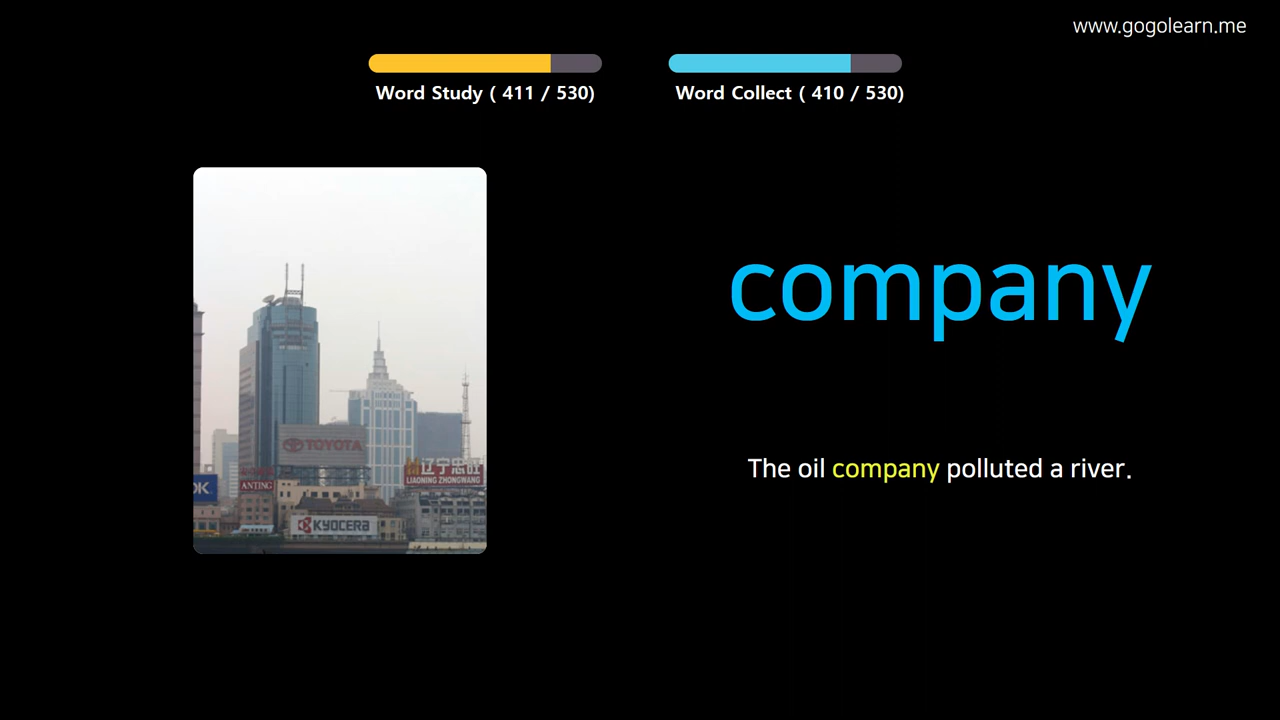 www.gogolearn.me
Word Study ( 411 / 530)
Word Collect ( 410 / 530)
company
The oil company polluted a river.
TOYOTA
辽宁忠旺
LIAONING ZHONGWANG
OK
ANTING
KYOCERA